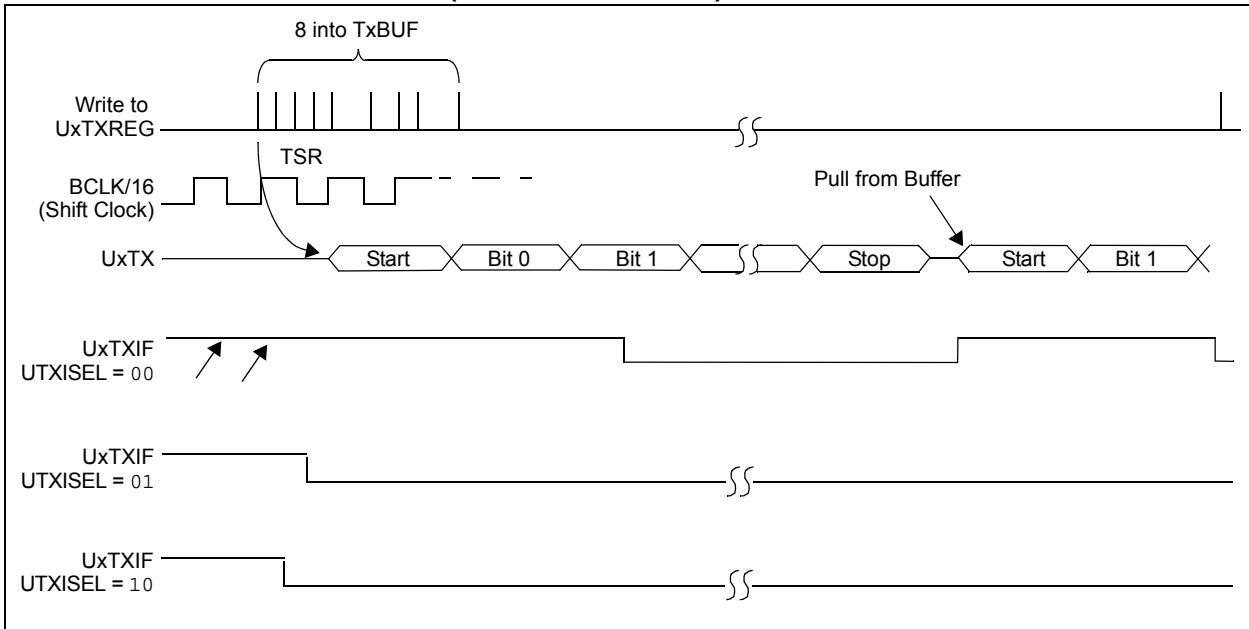 8 into TxBUF
Write to
UxTXREG
TSR
BCLK/16
(Shift Clock)
Pull from Buffer
UxTX
Start
Bit 0
Bit 1
Stop
Start
Bit 1
UxTXIF
UTXISEL = 00
UxTXIF
UTXISEL = 01
UxTXIF
UTXISEL = 10